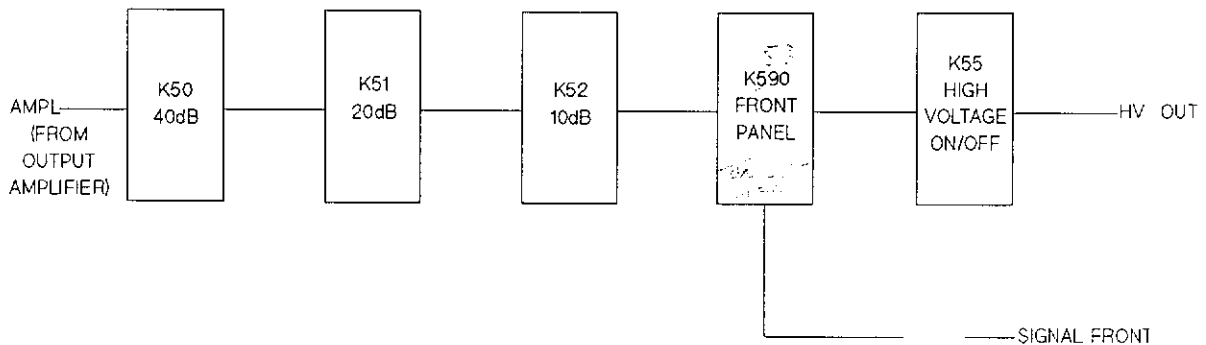 AMPL
(FROM
OUTPUT
AMPLIFIER)
K50
40dB
K51
20dB
K52
10dB
K590
FRONT
PANEL
K55
HIGH
VOLTAGE
ON/OFF
HV OUT
SIGNAL FRONT